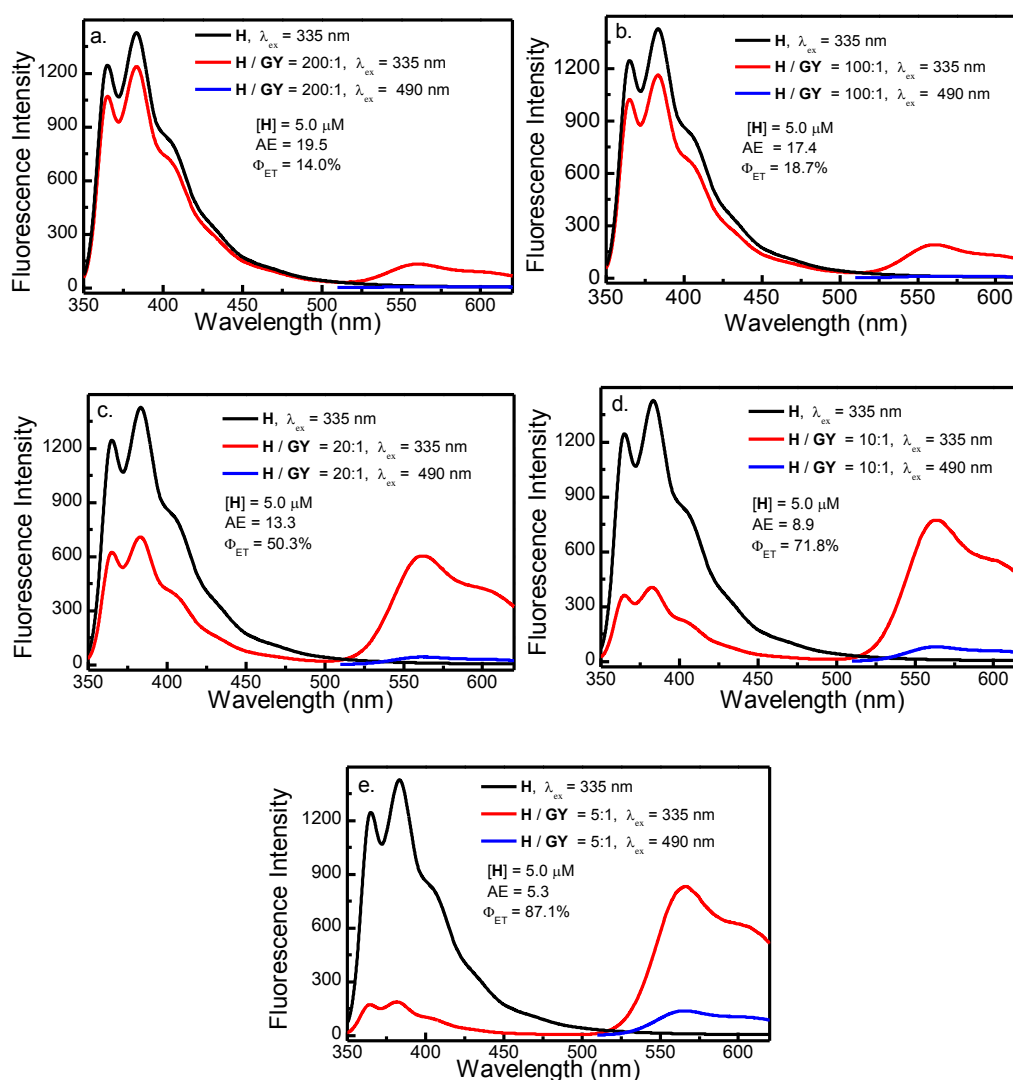 a.
H, λex = 335 nm
H / GY = 200:1, λex = 335 nm
H / GY = 200:1, λex = 490 nm
[H] = 5.0 μM
AE = 19.5
ΦET = 14.0%
Fluorescence Intensity
1200
900
600
300
0
350 400 450 500 550 600
Wavelength (nm)
b.
H, λex = 335 nm
H / GY = 100:1, λex = 335 nm
H / GY = 100:1, λex = 490 nm
[H] = 5.0 μM
AE = 17.4
ΦET = 18.7%
Fluorescence Intensity
1200
900
600
300
0
350 400 450 500 550 600
Wavelength (nm)
c.
H, λex = 335 nm
H / GY = 20:1, λex = 335 nm
H / GY = 20:1, λex = 490 nm
[H] = 5.0 μM
AE = 13.3
ΦET = 50.3%
Fluorescence Intensity
1200
900
600
300
0
350 400 450 500 550 600
Wavelength (nm)
d.
H, λex = 335 nm
H / GY = 10:1, λex = 335 nm
H / GY = 10:1, λex = 490 nm
[H] = 5.0 μM
AE = 8.9
ΦET = 71.8%
Fluorescence Intensity
1200
900
600
300
0
350 400 450 500 550 600
Wavelength (nm)
e.
H, λex = 335 nm
H / GY = 5:1, λex = 335 nm
H / GY = 5:1, λex = 490 nm
[H] = 5.0 μM
AE = 5.3
ΦET = 87.1%
Fluorescence Intensity
1200
900
600
300
0
350 400 450 500 550 600
Wavelength (nm)